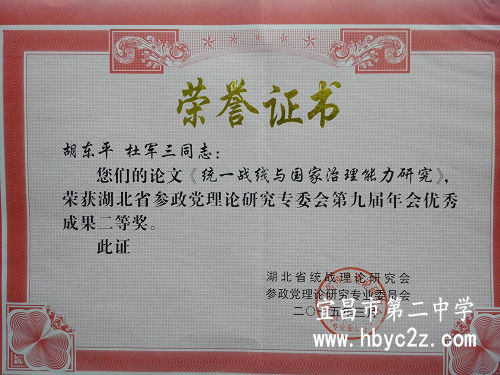 荣誉证书
胡东平 杜军三同志：
您们的论文《统一战线与国家治理能力研究》，
荣获湖北省参政党理论研究专委会第九届年会优秀
成果二等奖。
此证
湖北省统战理论研究会
参政党理论研究专业委员会
二〇
五
三
宜昌市第二中学
www.hbyc2z.com